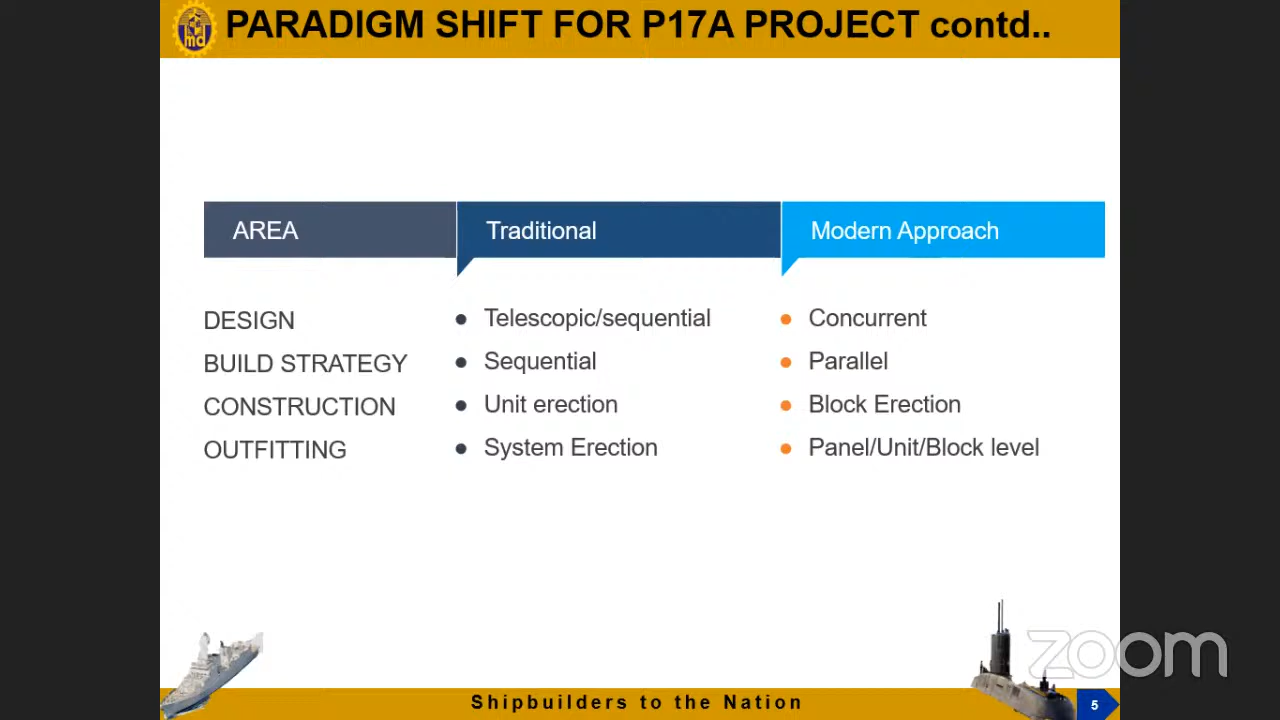 PARADIGM SHIFT FOR P17A PROJECT contd..
md
AREA Traditional Modern Approach
DESIGN • Telescopic/sequential • Concurrent
BUILD STRATEGY • Sequential • Parallel
CONSTRUCTION • Unit erection • Block Erection
OUTFITTING • System Erection • Panel/Unit/Block level
zoom
Shipbuilders to the Nation
5